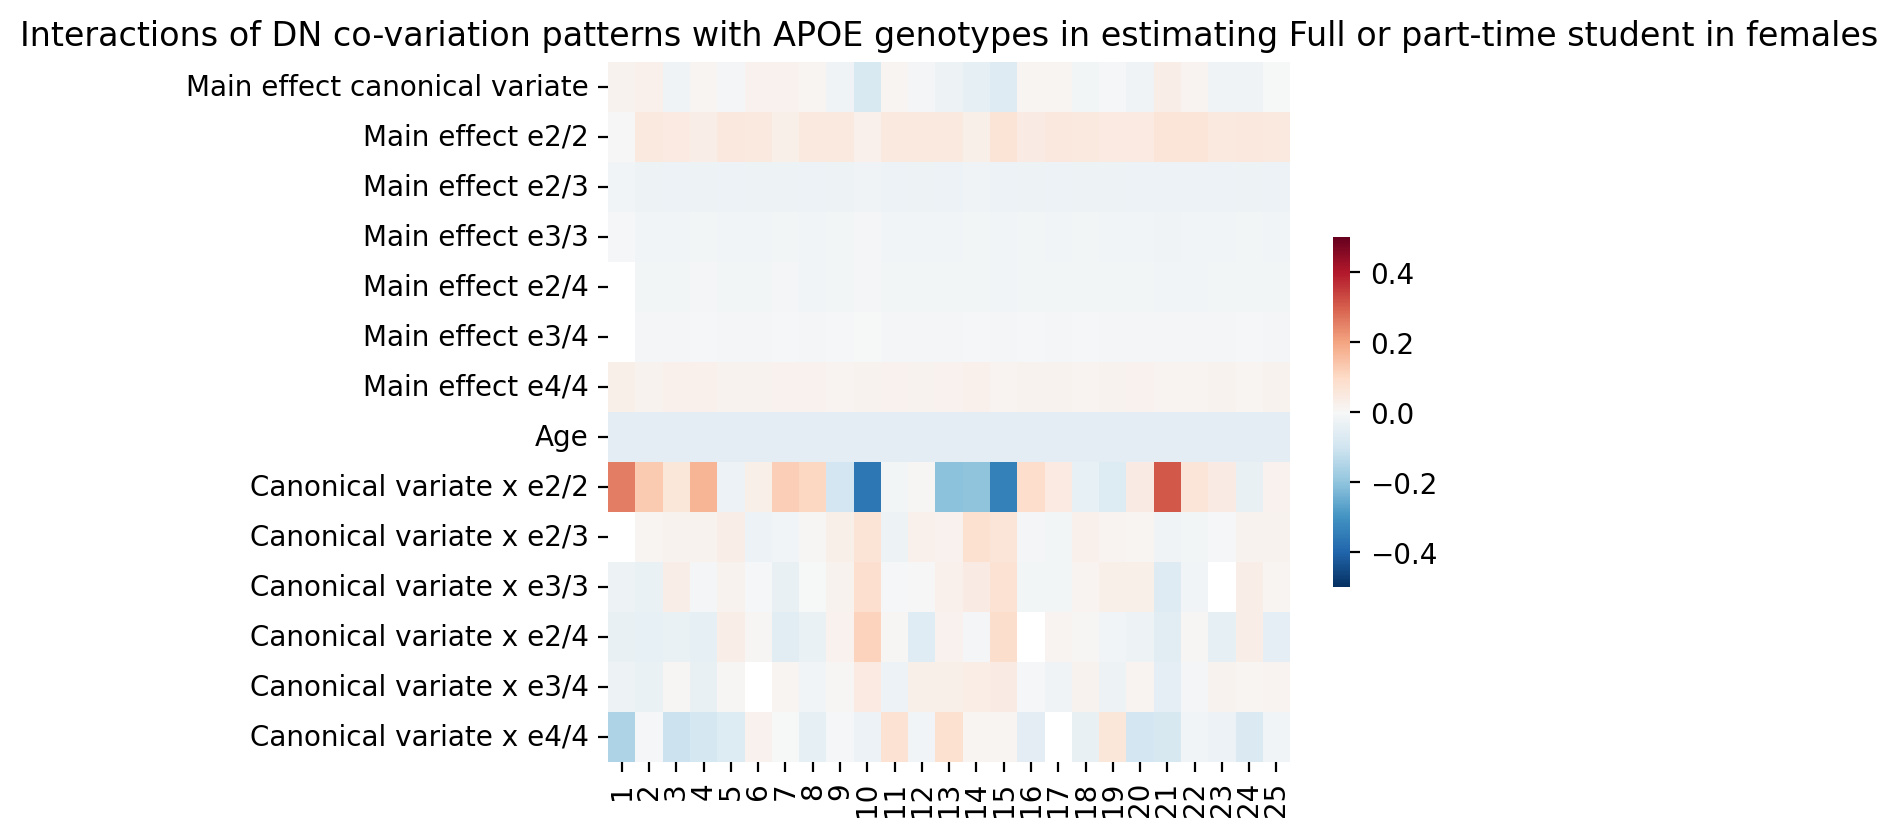 Interactions of DN co-variation patterns with APOE genotypes in estimating Full or part-time student in females
Main effect canonical variate
Main effect e2/2
Main effect e2/3
Main effect e3/3
Main effect e2/4
Main effect e3/4
Main effect e4/4
Age
Canonical variate x e2/2
Canonical variate x e2/3
Canonical variate x e3/3
Canonical variate x e2/4
Canonical variate x e3/4
Canonical variate x e4/4
1 2 3 4 5 6 7 8 9 10 11 12 13 14 15 16 17 18 19 20 21 22 23 24 25
0.4
0.2
0.0
−0.2
−0.4